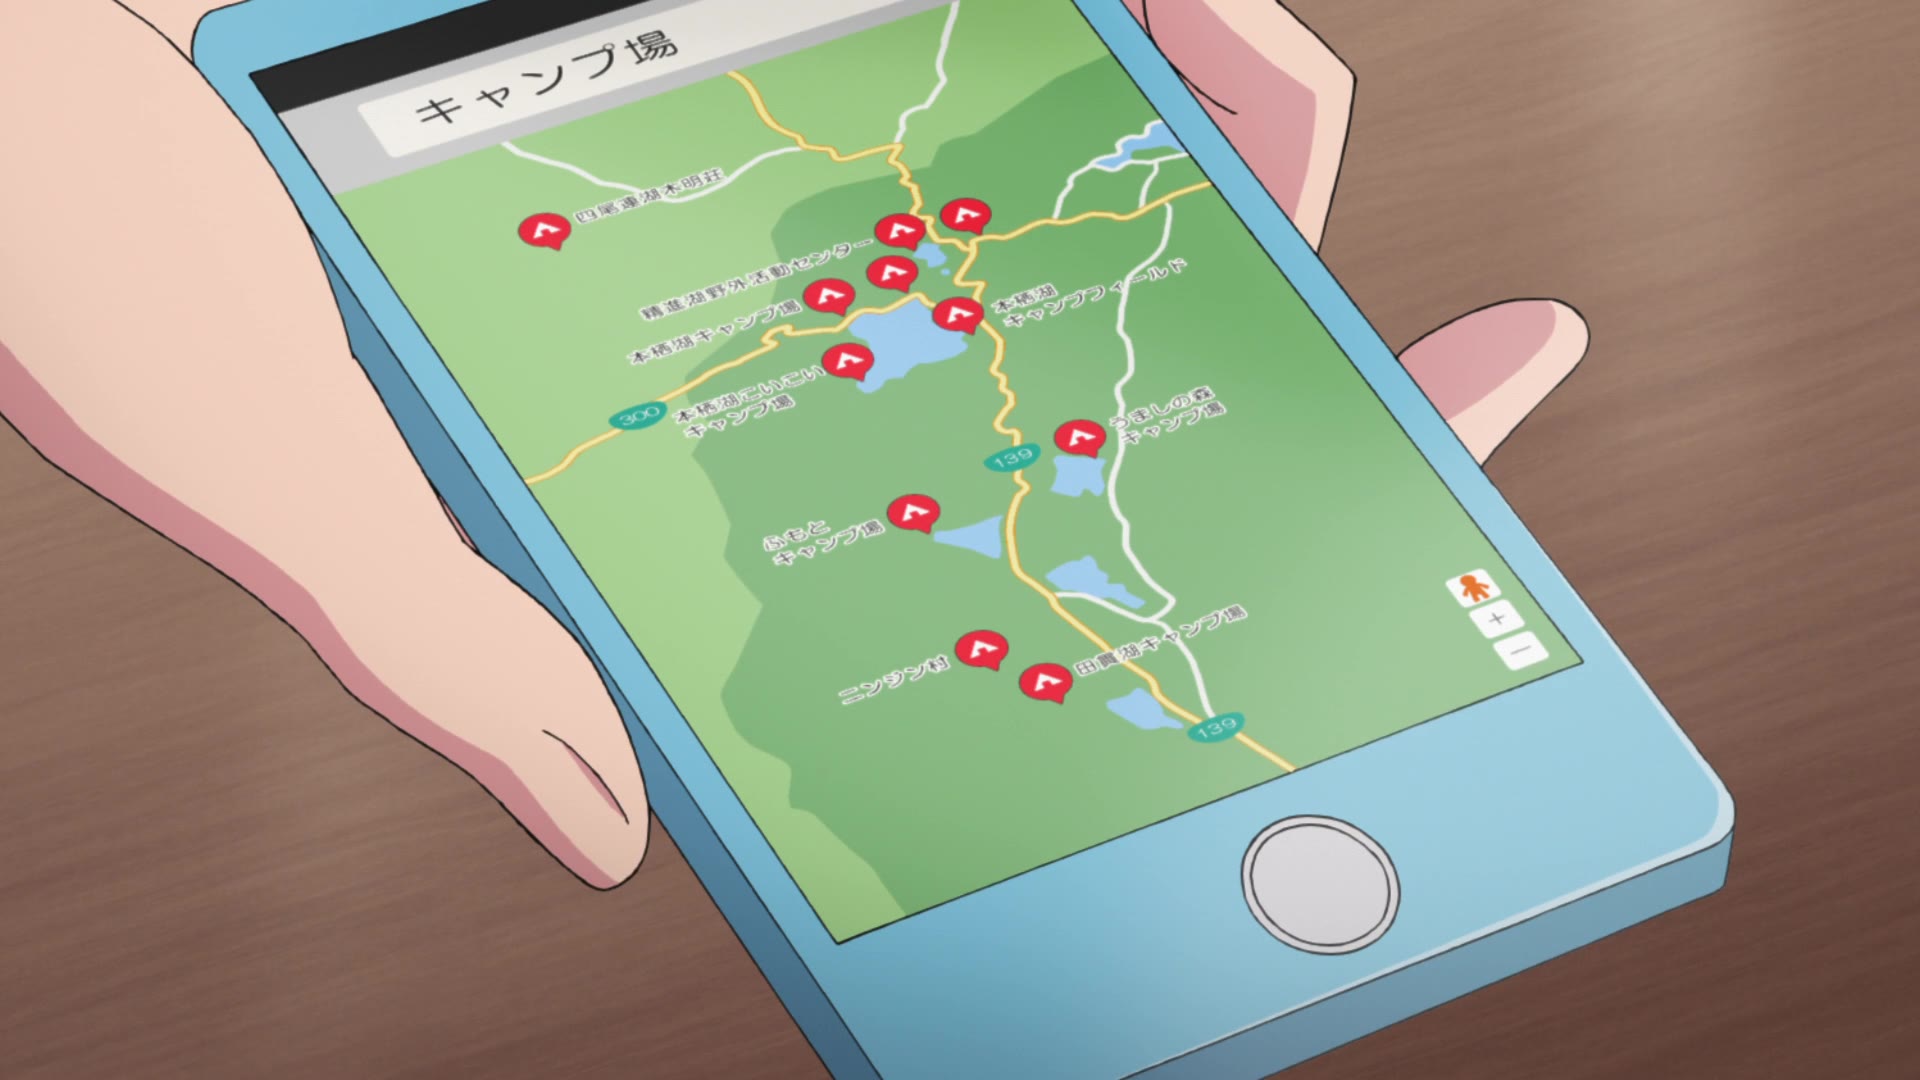 キャンプ場
四尾連湖木明荘
精進湖野外活動センター
本栖湖キャンプ場
本栖湖
キャンプフィールド
本栖湖こいこい
キャンプ場
300
うましの森
キャンプ場
139
ふもと
キャンプ場
田貫湖キャンプ場
ニンジン村
139
+
−